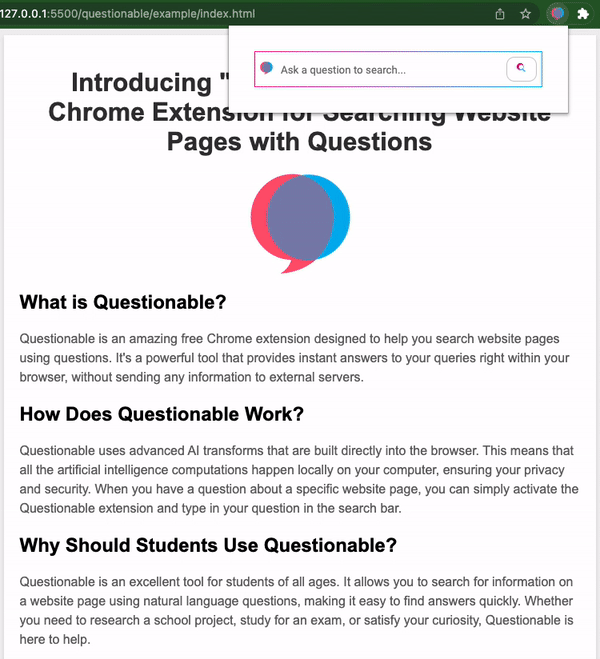 127.0.0.1:5500/questionable/example/index.html
Ask a question to search...
Introducing "
Chrome Extension for Searching Website
Pages with Questions
What is Questionable?
Questionable is an amazing free Chrome extension designed to help you search website pages
using questions. It's a powerful tool that provides instant answers to your queries right within your
browser, without sending any information to external servers.
How Does Questionable Work?
Questionable uses advanced AI transforms that are built directly into the browser. This means that
all the artificial intelligence computations happen locally on your computer, ensuring your privacy
and security. When you have a question about a specific website page, you can simply activate the
Questionable extension and type in your question in the search bar.
Why Should Students Use Questionable?
Questionable is an excellent tool for students of all ages. It allows you to search for information on
a website page using natural language questions, making it easy to find answers quickly. Whether
you need to research a school project, study for an exam, or satisfy your curiosity, Questionable is
here to help.